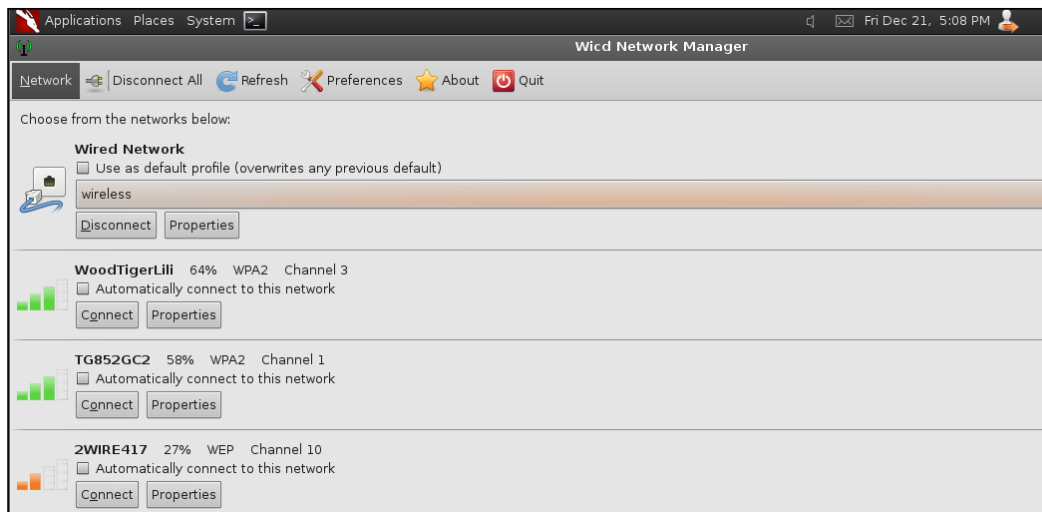 Applications Places System Fri Dec 21, 5:08 PM
Wicd Network Manager
Network Disconnect All Refresh Preferences About Quit
Choose from the networks below:
Wired Network
Use as default profile (overwrites any previous default)
wireless
Disconnect Properties
WoodTigerLili 64% WPA2 Channel 3
Automatically connect to this network
Connect Properties
TG852GC2 58% WPA2 Channel 1
Automatically connect to this network
Connect Properties
2WIRE417 27% WEP Channel 10
Automatically connect to this network
Connect Properties